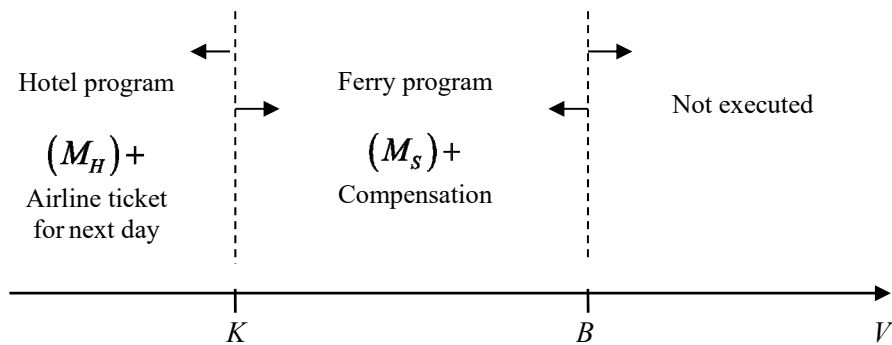 Hotel program
(M_H) +
Airline ticket
for next day
Ferry program
(M_S) +
Compensation
Not executed
K
B
V